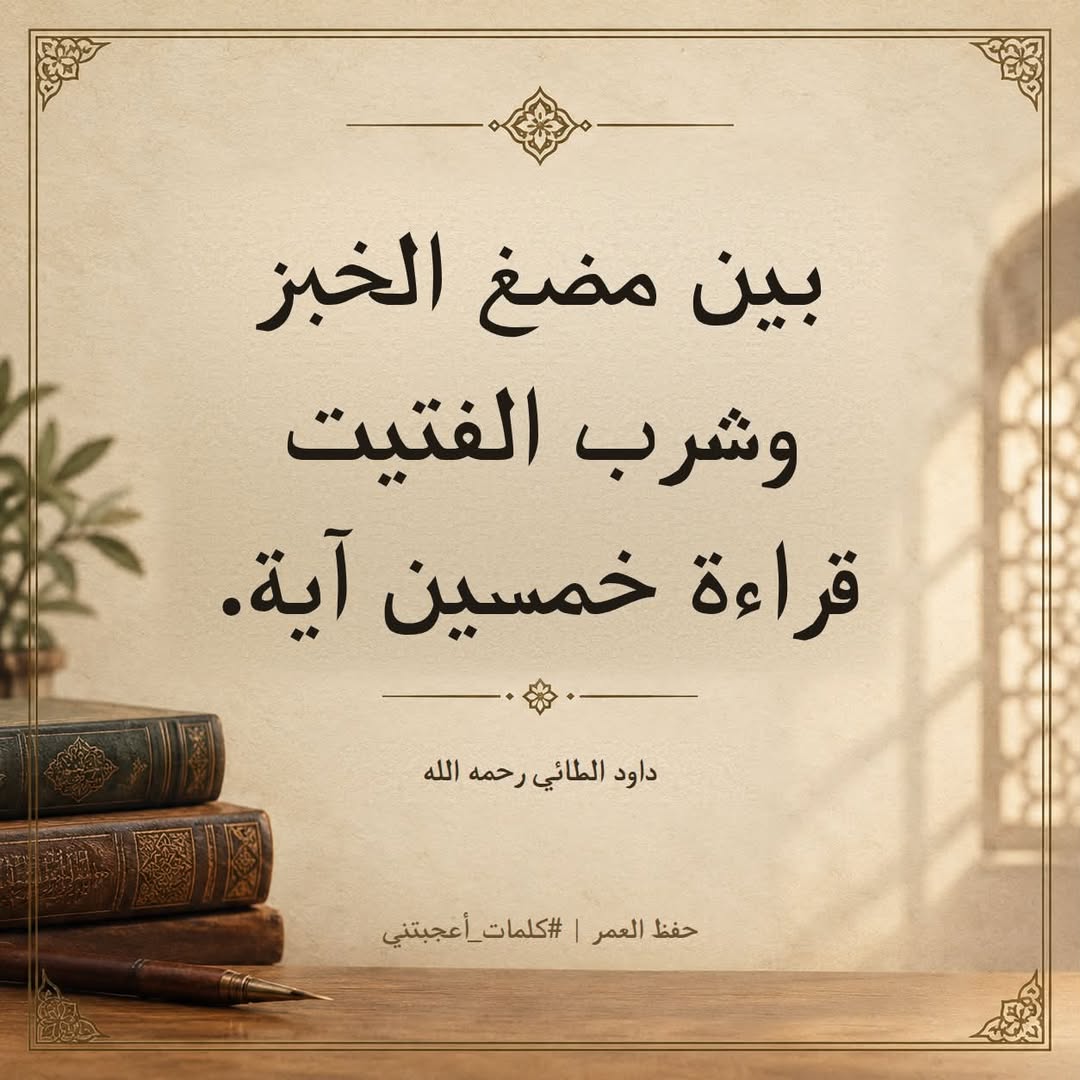 بين مضغ الخبز
وشرب الفتيت
قراءة خمسين آية.
داود الطائي رحمه الله
حفظ العمر | #كلمات_أعجبتني